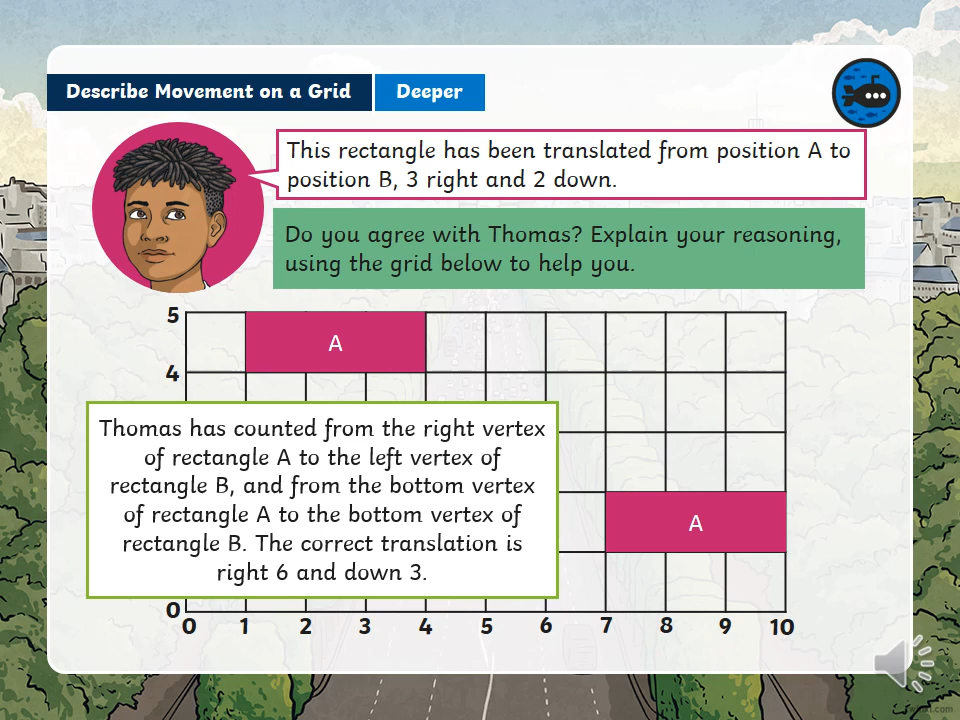 Describe Movement on a Grid
Deeper
This rectangle has been translated from position A to
position B, 3 right and 2 down.
Do you agree with Thomas? Explain your reasoning,
using the grid below to help you.
5
A
4
Thomas has counted from the right vertex
of rectangle A to the left vertex of
rectangle B, and from the bottom vertex
of rectangle A to the bottom vertex of
rectangle B. The correct translation is
right 6 and down 3.
A
0
0 1 2 3 4 5 6 7 8 9 10